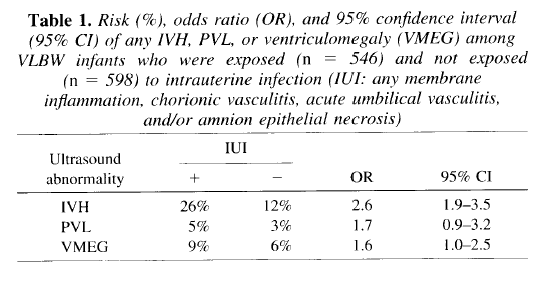 Table 1. Risk (%), odds ratio (OR), and 95% confidence interval
(95% CI) of any IVH, PVL, or ventriculomegaly (VMEG) among
VLBW infants who were exposed (n = 546) and not exposed
(n = 598) to intrauterine infection (IUI: any membrane
inflammation, chorionic vasculitis, acute umbilical vasculitis,
and/or amnion epithelial necrosis)
Ultrasound IUI
abnormality + − OR 95% CI
IVH 26% 12% 2.6 1.9–3.5
PVL 5% 3% 1.7 0.9–3.2
VMEG 9% 6% 1.6 1.0–2.5